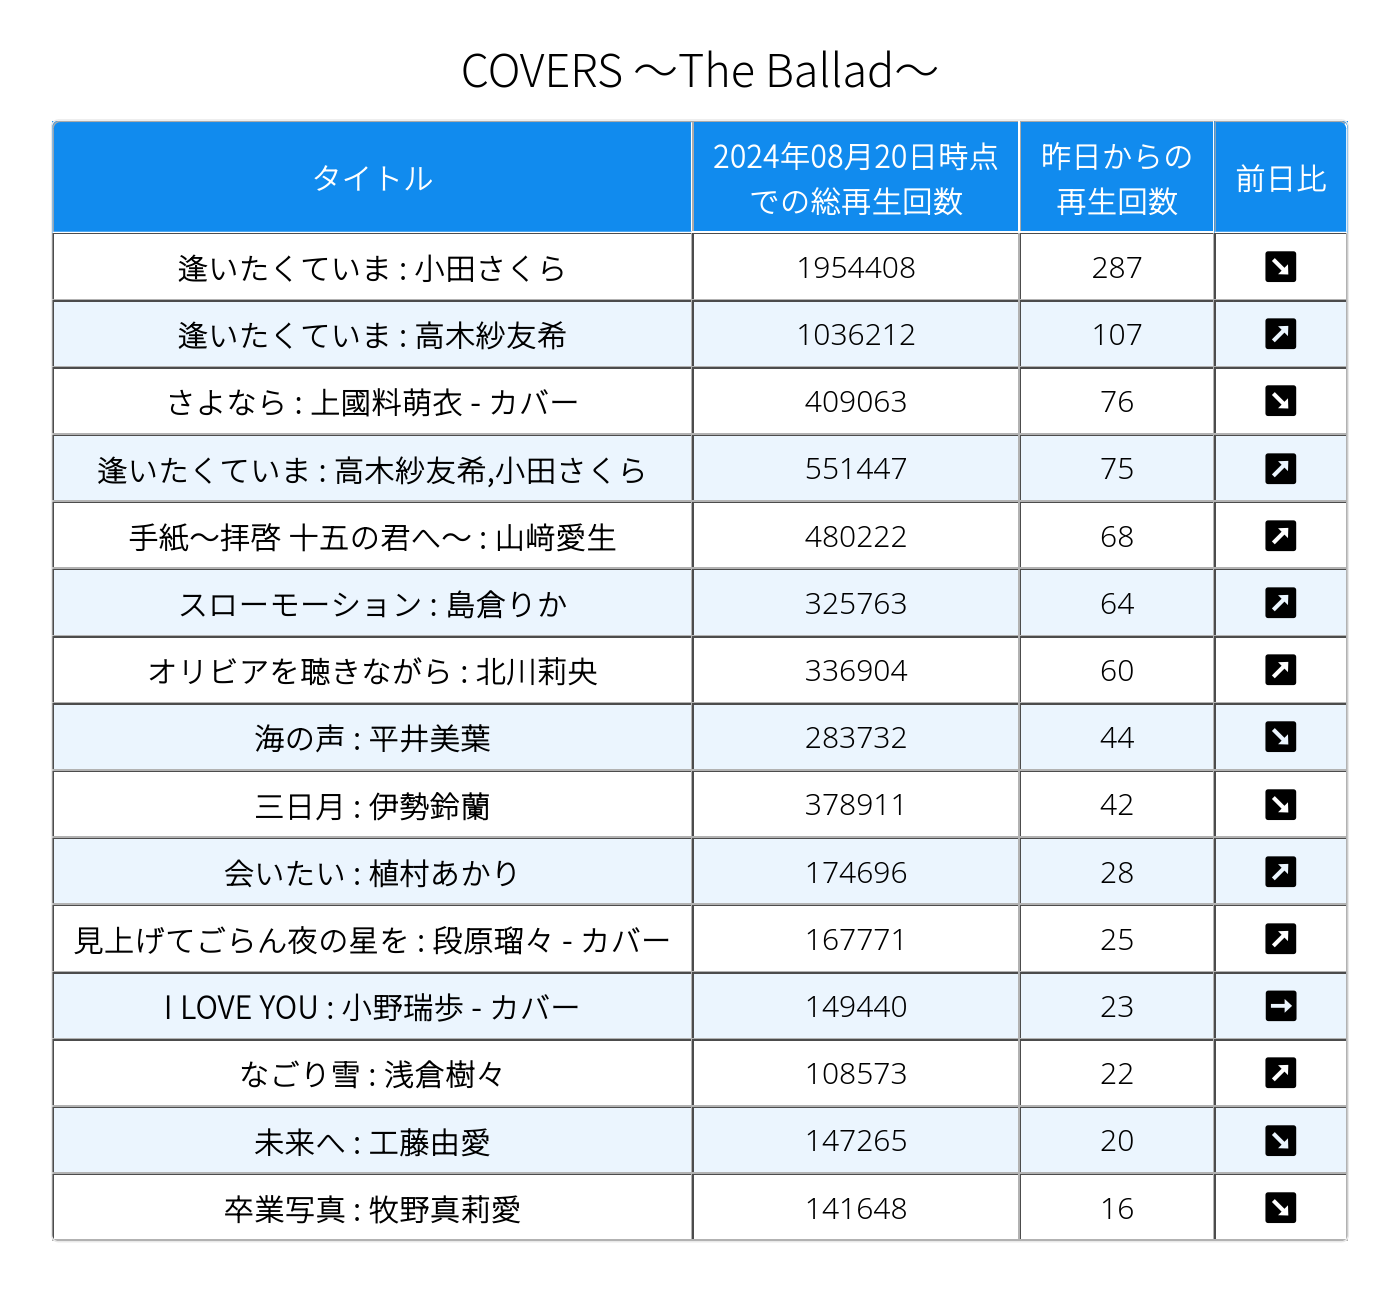 COVERS ～The Ballad～
タイトル 2024年08月20日時点での総再生回数 昨日からの再生回数 前日比
逢いたくていま : 小田さくら 1954408 287 ↘
逢いたくていま : 高木紗友希 1036212 107 ↗
さよなら : 上國料萌衣 - カバー 409063 76 ↘
逢いたくていま : 高木紗友希,小田さくら 551447 75 ↗
手紙～拝啓 十五の君へ～ : 山﨑愛生 480222 68 ↗
スローモーション : 島倉りか 325763 64 ↗
オリビアを聴きながら : 北川莉央 336904 60 ↗
海の声 : 平井美葉 283732 44 ↘
三日月 : 伊勢鈴蘭 378911 42 ↘
会いたい : 植村あかり 174696 28 ↗
見上げてごらん夜の星を : 段原瑠々 - カバー 167771 25 ↗
I LOVE YOU : 小野瑞歩 - カバー 149440 23 →
なごり雪 : 浅倉樹々 108573 22 ↗
未来へ : 工藤由愛 147265 20 ↘
卒業写真 : 牧野真莉愛 141648 16 ↘